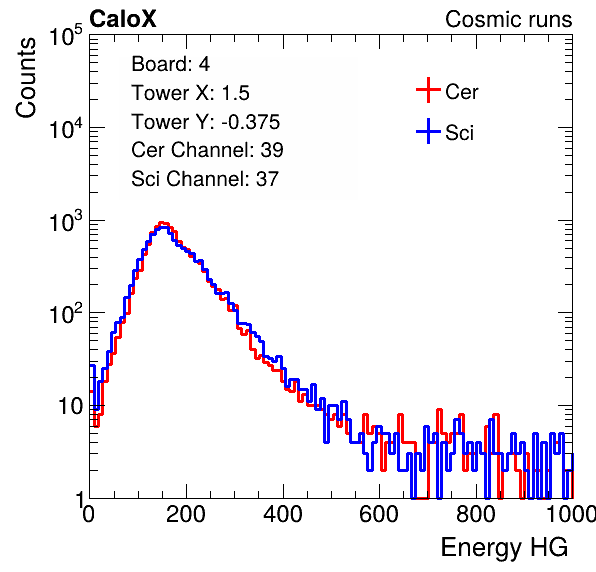 CaloX
Cosmic runs
Counts
10^5
10^4
10^3
10^2
10
1
Board: 4
Tower X: 1.5
Tower Y: -0.375
Cer Channel: 39
Sci Channel: 37
Cer
Sci
0 200 400 600 800 1000
Energy HG